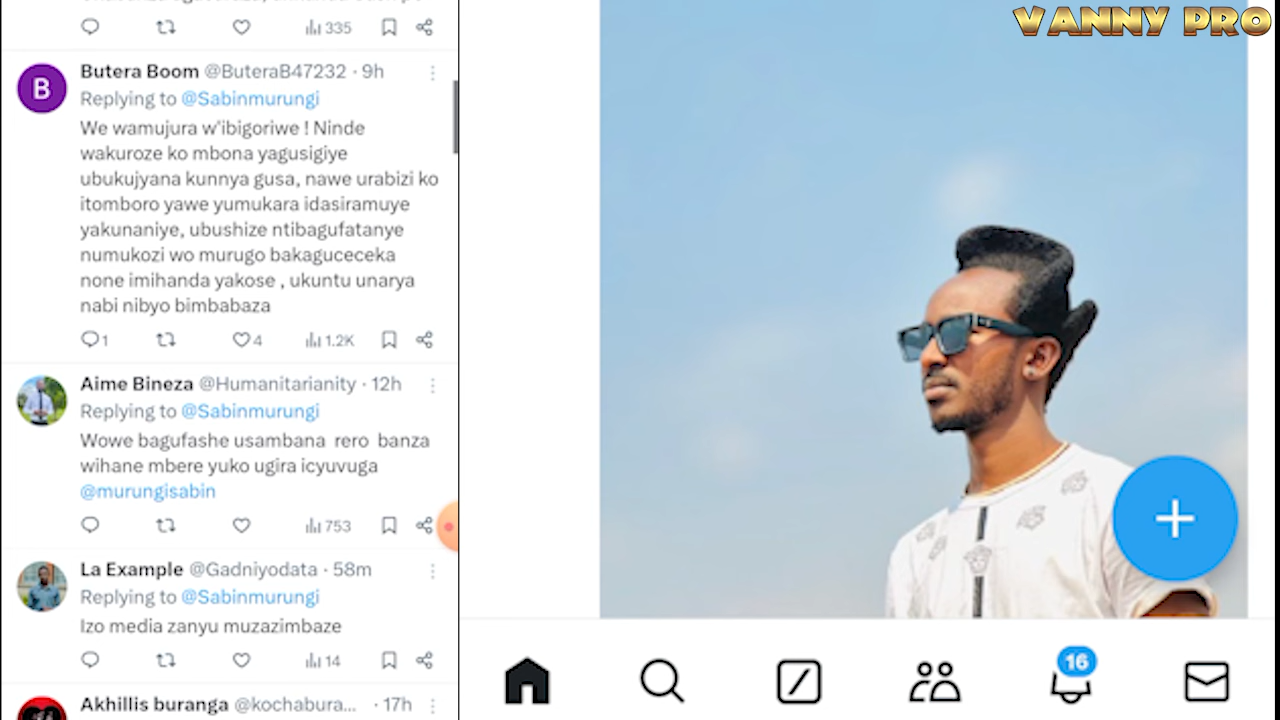 VANNY PRO
335
Butera Boom @ButeraB47232 · 9h
Replying to @Sabinmurungi
We wamujura w'ibigoriwe ! Ninde
wakuroze ko mbona yagusigiye
ubukujyana kunnya gusa, nawe urabizi ko
itomboro yawe yumukara idasiramuye
yakunaniye, ubushize ntibagufatanye
numukozi wo murugo bakaguceceka
none imihanda yakose , ukuntu unarya
nabi nibyo bimbabaza
1 4 1.2K
Aime Bineza @Humanitarianity · 12h
Replying to @Sabinmurungi
Wowe bagufashe usambana rero banza
wihane mbere yuko ugira icyuvuga
@murungisabin
753
La Example @Gadniyodata · 58m
Replying to @Sabinmurungi
Izo media zanyu muzazimbaze
14
Akhillis buranga @kochabura... · 17h
B
16